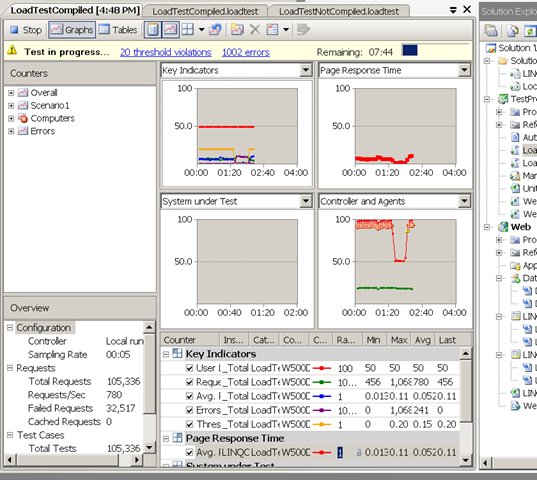 LoadTestCompiled [4:48 PM]
LoadTestCompiled.loadtest
LoadTestNotCompiled.loadtest
Solution Explo
Stop
Graphs
Tables
Test in progress...
20 threshold violations
1002 errors
Remaining: 07:44
Counters
Overall
Scenario1
Computers
Errors
Key Indicators
100
50.0
00:00 01:20 02:40 04:00
Page Response Time
100
50.0
00:00 01:20 02:40 04:00
System under Test
100
50.0
00:00 01:20 02:40 04:00
Controller and Agents
100
50.0
00:00 01:20 02:40 04:00
Overview
Configuration
Controller Local run
Sampling Rate 00:05
Requests
Total Requests 105,336
Requests/Sec 780
Failed Requests 32,517
Cached Requests 0
Test Cases
Total Tests 105,336
Counter Ins... Cat... Co... C... Ra... Min Max Avg Last
Key Indicators
User L _Total LoadTe W500D 100 50 50 50 50
Reque _Total LoadTe W500D 10... 456 1,068 780 456
Avg. F _Total LoadTe W500D 1 0.013 0.11 0.052 0.11
Errors _Total LoadTe W500D 10... 0 1,068 241 0
Thres _Total LoadTe W500D 1 0 0.20 0.15 0.20
Page Response Time
Avg. F LINQC LoadTe W500D 1 0.013 0.11 0.052 0.11
System under Test
Solution 'L
Solutio
LINQ
Loc
TestPro
Pro
Refe
Aut
Loa
Loa
Man
Unit
We
We
Web
Pro
Refe
App
Dat
LINQ
LINQ
LINQ
We